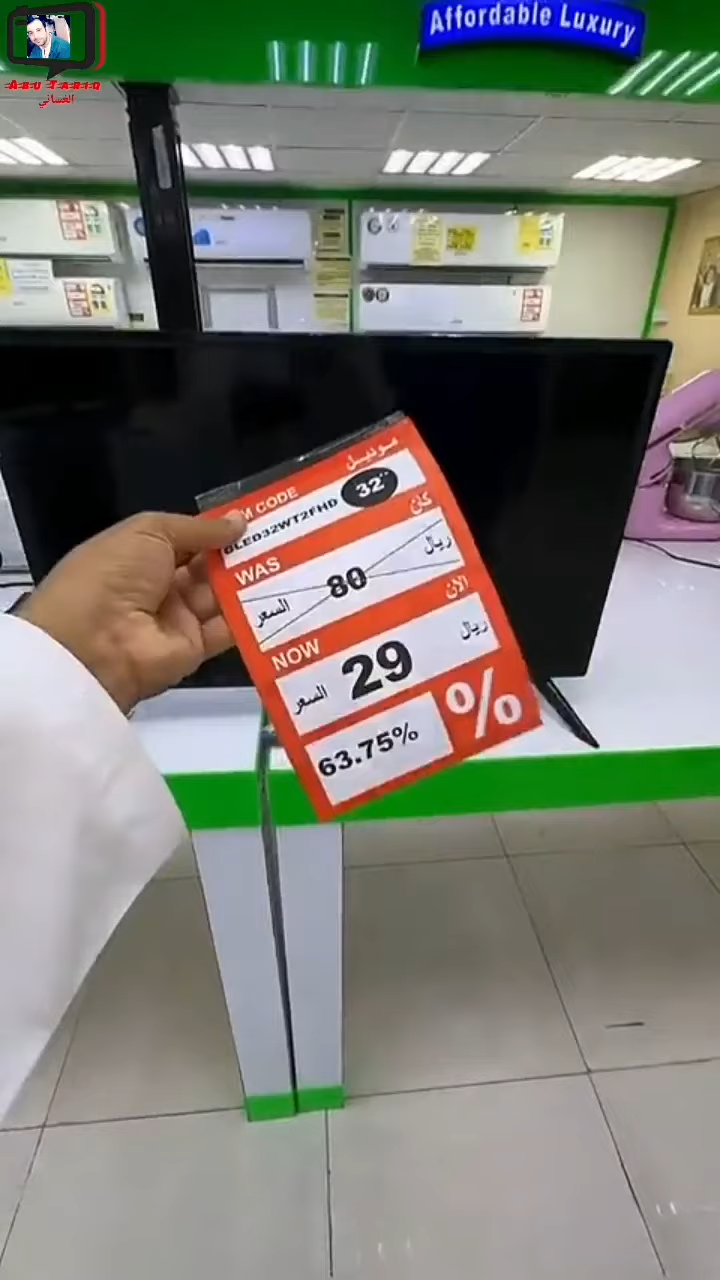 Affordable Luxury
ABU TARIQ
الغساني
موديل
M CODE
32"
BLED32WT2FHD
كان
WAS
ريال
80
السعر
الآن
NOW
ريال
29
السعر
%
63.75%